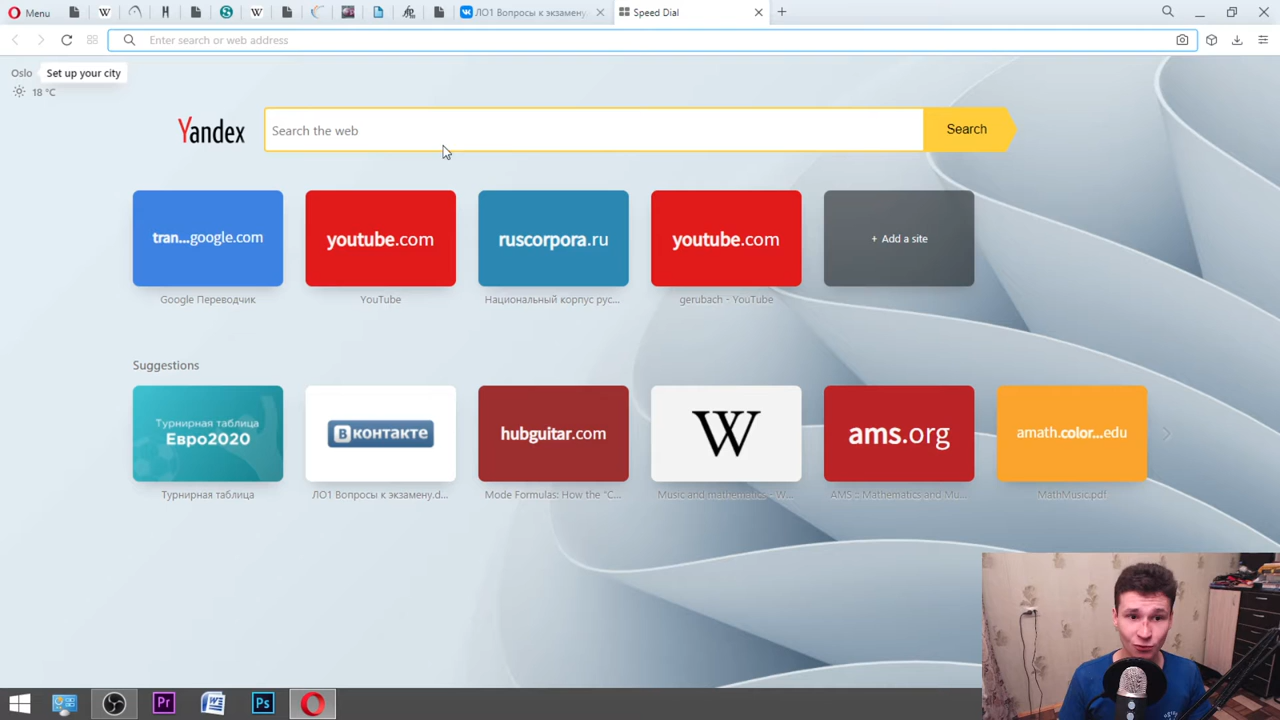 Menu
ЛО1 Вопросы к экзамену
Speed Dial
Enter search or web address
Oslo
Set up your city
18 °C
Yandex
Search the web
Search
tran...google.com
youtube.com
ruscorpora.ru
youtube.com
+ Add a site
Google Переводчик
YouTube
Национальный корпус рус...
gerubach - YouTube
Suggestions
Турнирная таблица
Евро2020
В контакте
hubguitar.com
W
ams.org
amath.color...edu
Турнирная таблица
ЛО1 Вопросы к экзамену.d...
Mode Formulas: How the "C...
Music and mathematics - W...
AMS :: Mathematics and Mu...
MathMusic.pdf
Pr
W
Ps